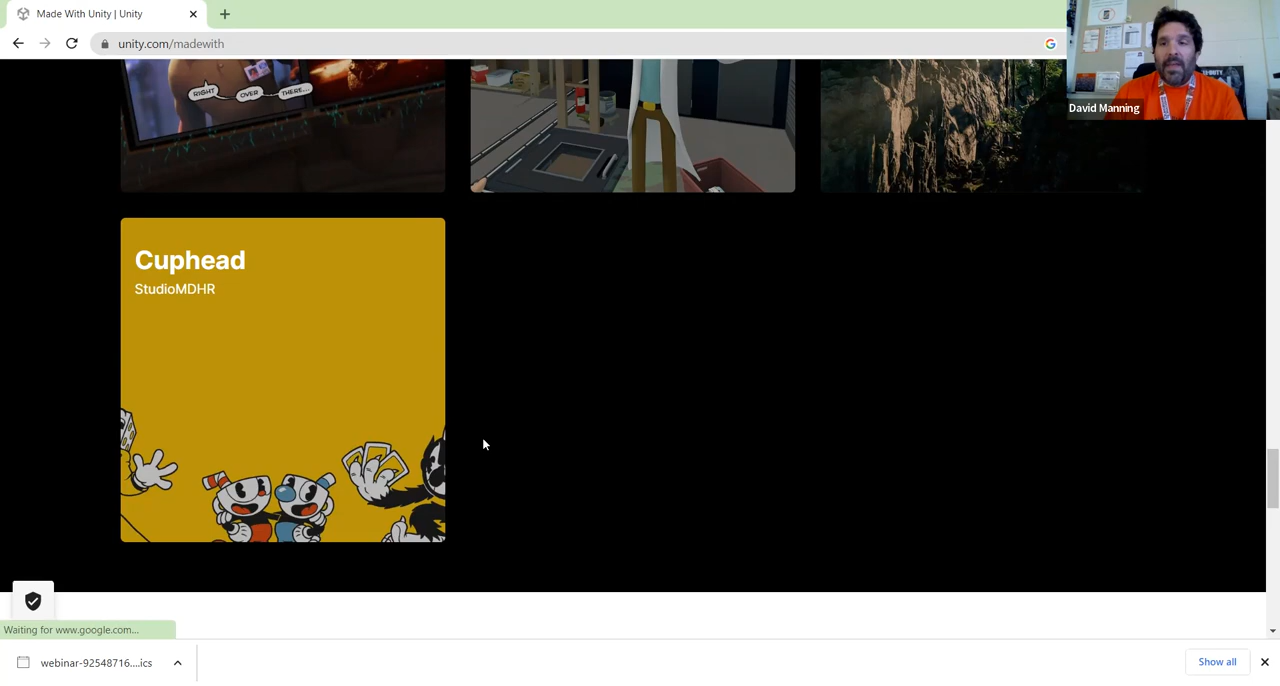 Made With Unity | Unity
unity.com/madewith
David Manning
RIGHT
OVER
THERE...
Cuphead
StudioMDHR
Waiting for www.google.com...
webinar-92548716....ics
Show all